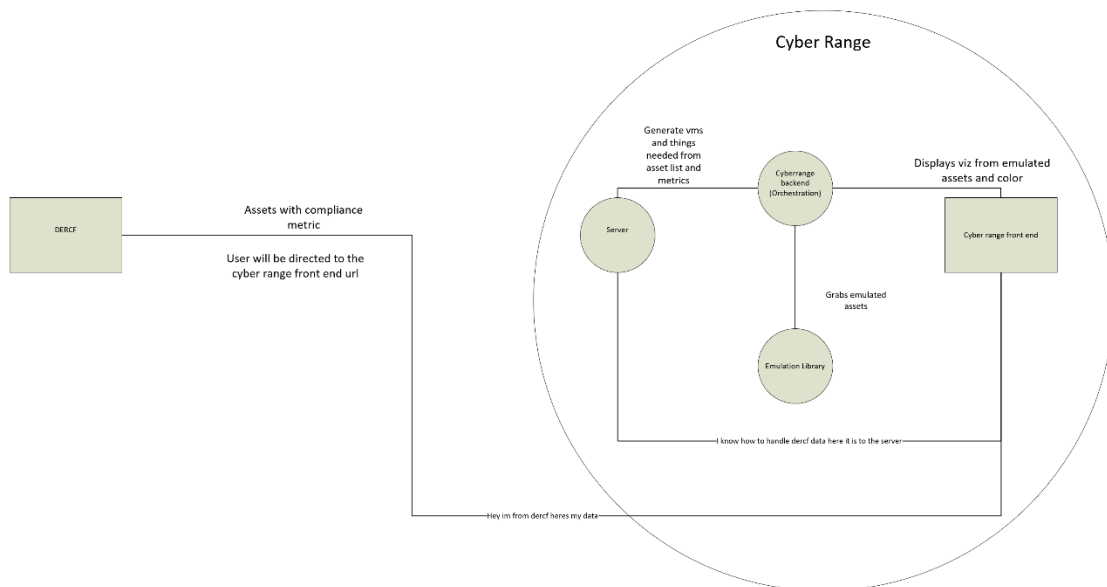 Cyber Range
Generate vms
and things
needed from
asset list and
metrics
Cyberrange
backend
(Orchestration)
Displays viz from emulated
assets and color
DERCF
Assets with compliance
metric
User will be directed to the
cyber range front end url
Server
Cyber range front end
Grabs emulated
assets
Emulation Library
I know how to handle dercf data here it is to the server
Hey im from dercf heres my data